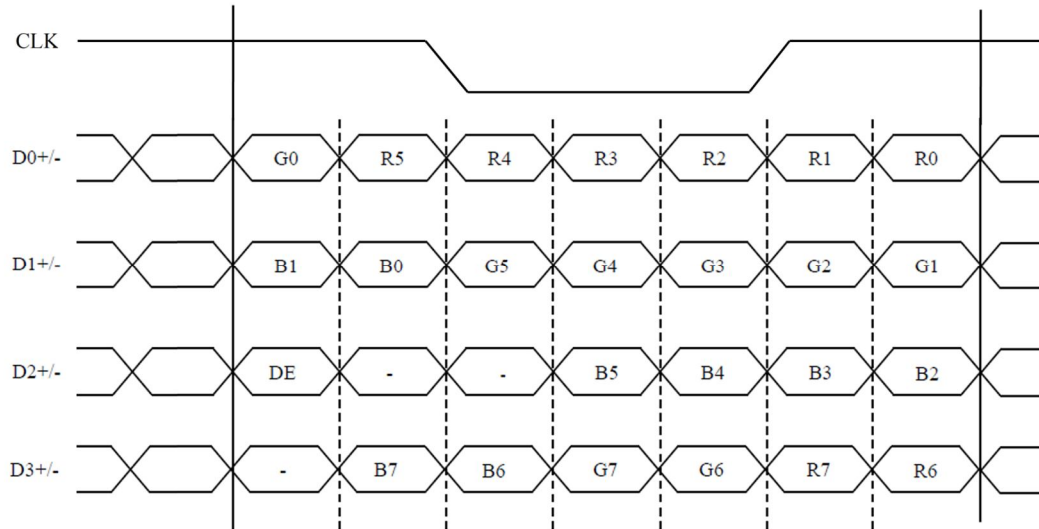 CLK
D0+/- G0 R5 R4 R3 R2 R1 R0
D1+/- B1 B0 G5 G4 G3 G2 G1
D2+/- DE - - B5 B4 B3 B2
D3+/- - B7 B6 G7 G6 R7 R6